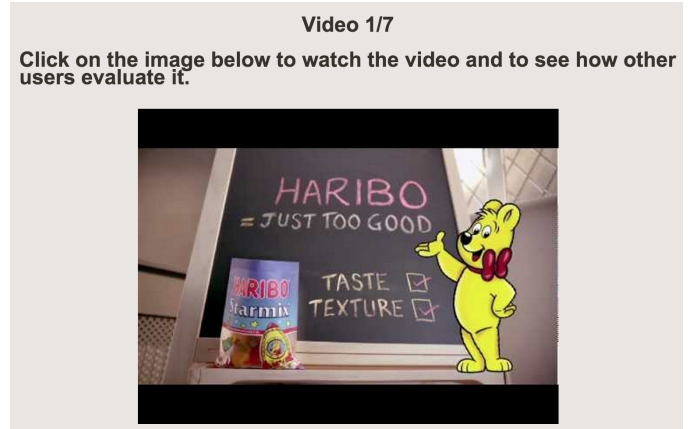 Video 1/7
Click on the image below to watch the video and to see how other
users evaluate it.
HARIBO
= JUST TOO GOOD
TASTE
TEXTURE
HARIBO
Starmix